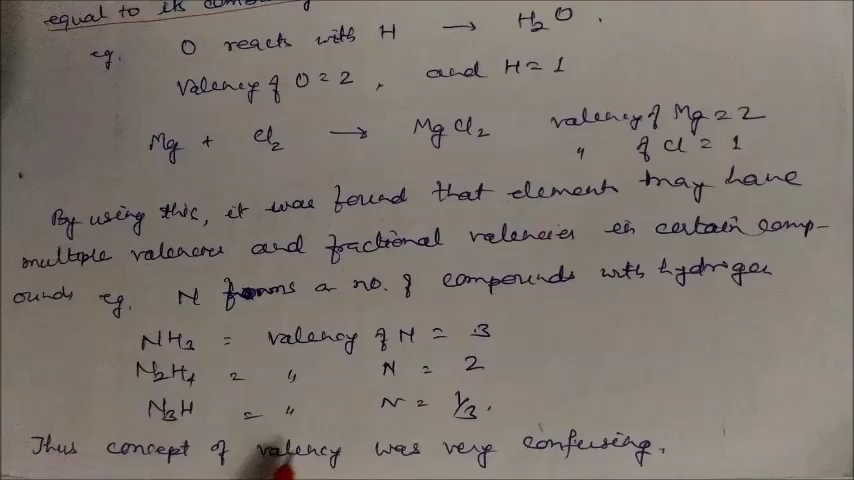 equal to its combining
eg. O reacts with H → H₂O.
Valency of O = 2, and H = 1
Mg + Cl₂ → MgCl₂ valency of Mg = 2
" of Cl = 1
By using this, it was found that element may have
multiple valencies and fractional valencies in certain comp-
ounds eg. N forms a no. of compounds with hydrogen
NH₃ = valency of N = 3
N₂H₄ = " N = 2
N₃H = " N = 1/3.
Thus concept of valency was very confusing.